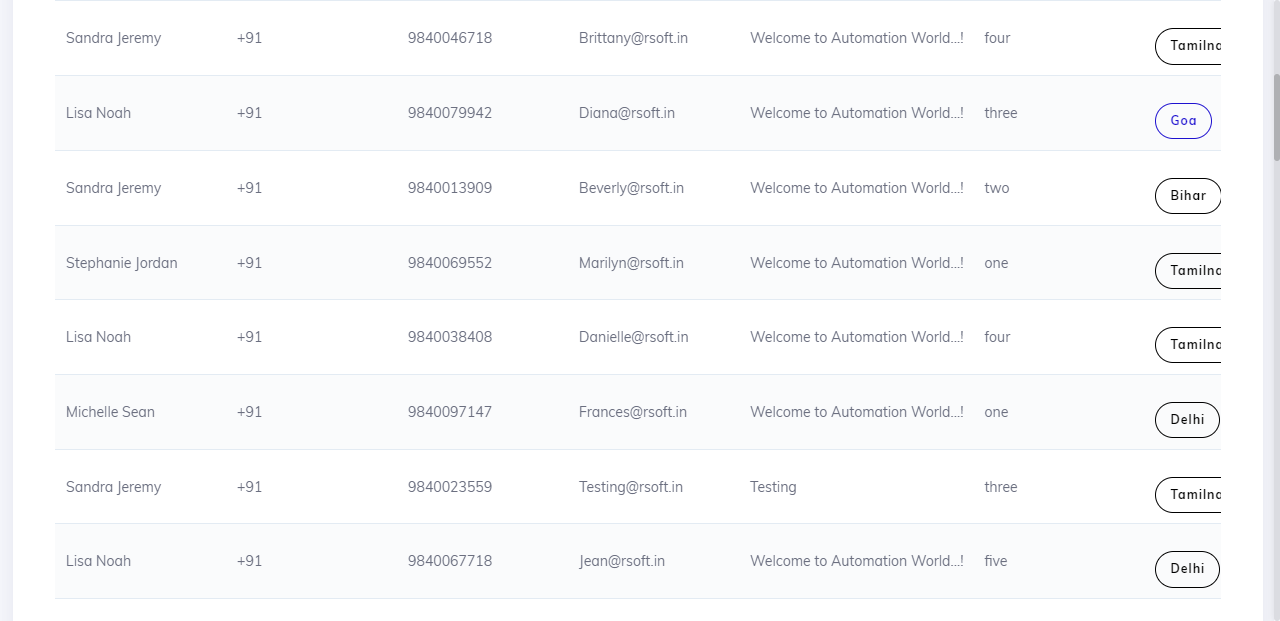 Sandra Jeremy +91 9840046718 Brittany@rsoft.in Welcome to Automation World...! four
Lisa Noah +91 9840079942 Diana@rsoft.in Welcome to Automation World...! three Goa
Sandra Jeremy +91 9840013909 Beverly@rsoft.in Welcome to Automation World...! two Bihar
Stephanie Jordan +91 9840069552 Marilyn@rsoft.in Welcome to Automation World...! one
Lisa Noah +91 9840038408 Danielle@rsoft.in Welcome to Automation World...! four
Michelle Sean +91 9840097147 Frances@rsoft.in Welcome to Automation World...! one Delhi
Sandra Jeremy +91 9840023559 Testing@rsoft.in Testing three
Lisa Noah +91 9840067718 Jean@rsoft.in Welcome to Automation World...! five Delhi